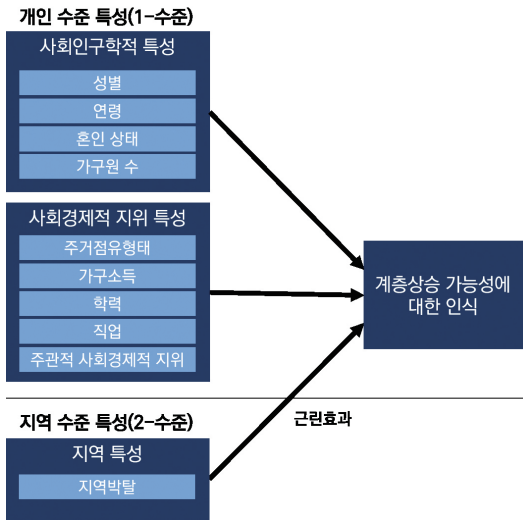 개인 수준 특성(1-수준)
사회인구학적 특성
성별
연령
혼인 상태
가구원 수
사회경제적 지위 특성
주거점유형태
가구소득
학력
직업
주관적 사회경제적 지위
계층상승 가능성에
대한 인식
지역 수준 특성(2-수준)
근린효과
지역 특성
지역박탈